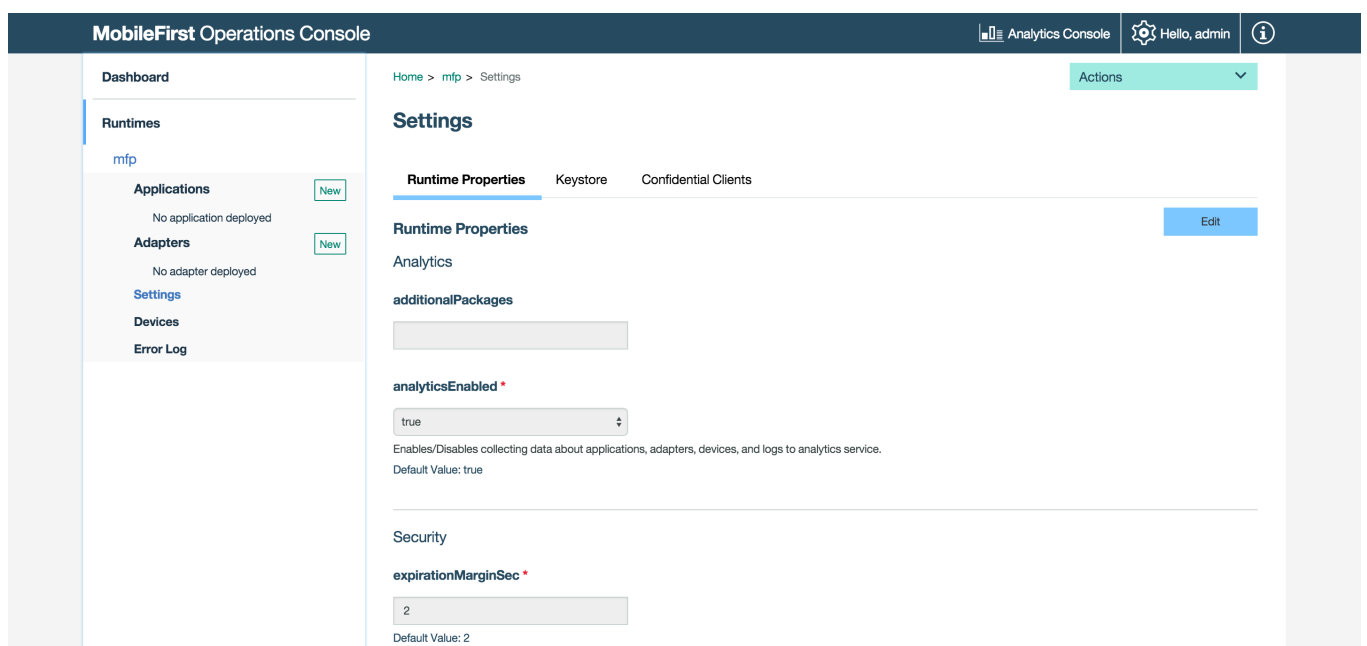 MobileFirst Operations Console
Analytics Console
Hello, admin
Dashboard
Runtimes
mfp
Applications
New
No application deployed
Adapters
New
No adapter deployed
Settings
Devices
Error Log
Home > mfp > Settings
Actions
Settings
Runtime Properties
Keystore
Confidential Clients
Runtime Properties
Edit
Analytics
additionalPackages
analyticsEnabled *
true
Enables/Disables collecting data about applications, adapters, devices, and logs to analytics service.
Default Value: true
Security
expirationMarginSec *
2
Default Value: 2